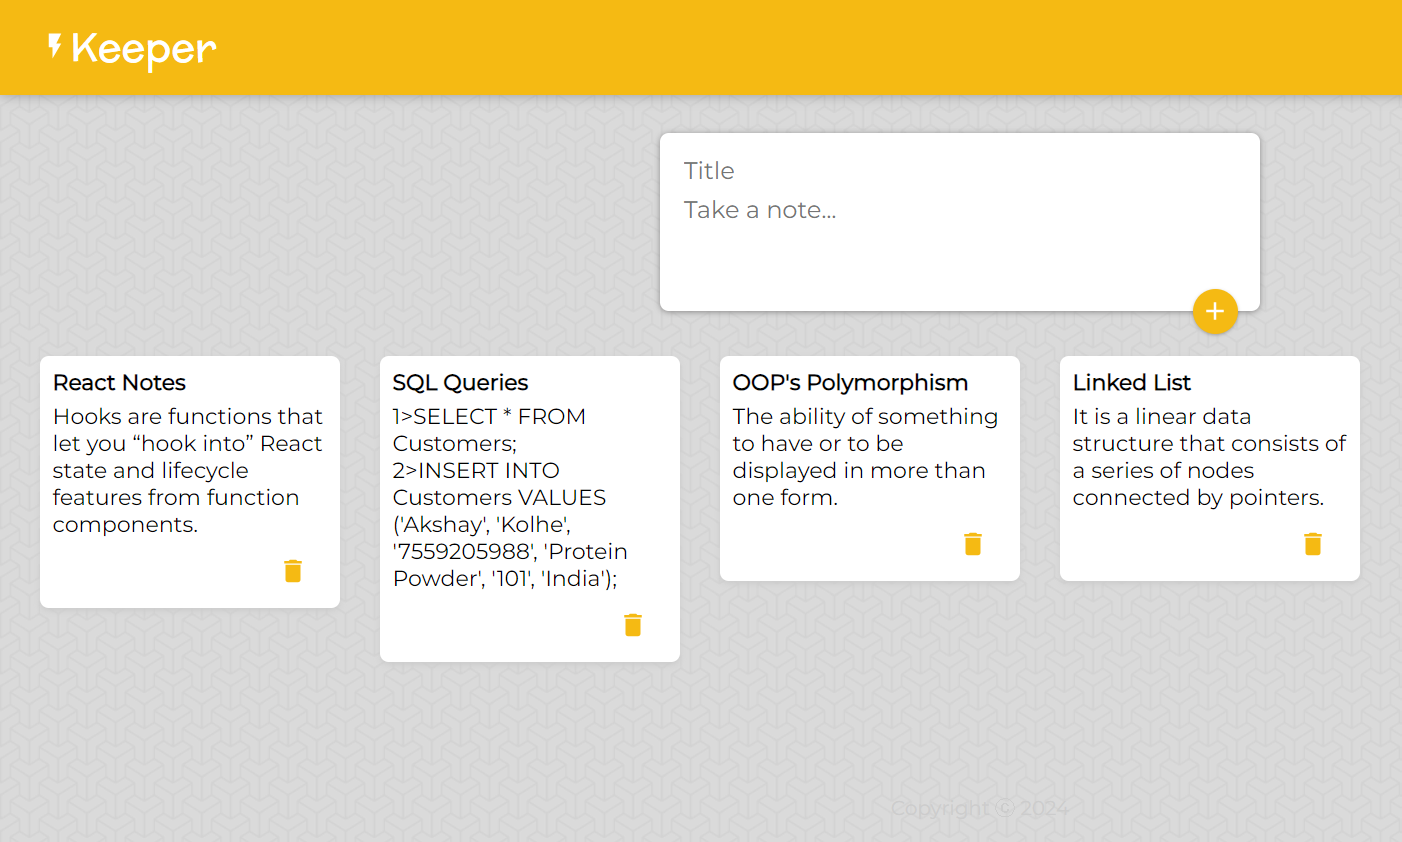 Keeper
Title
Take a note...
React Notes
Hooks are functions that
let you “hook into” React
state and lifecycle
features from function
components.
SQL Queries
1>SELECT * FROM
Customers;
2>INSERT INTO
Customers VALUES
('Akshay', 'Kolhe',
'7559205988', 'Protein
Powder', '101', 'India');
OOP's Polymorphism
The ability of something
to have or to be
displayed in more than
one form.
Linked List
It is a linear data
structure that consists of
a series of nodes
connected by pointers.
Copyright © 2024